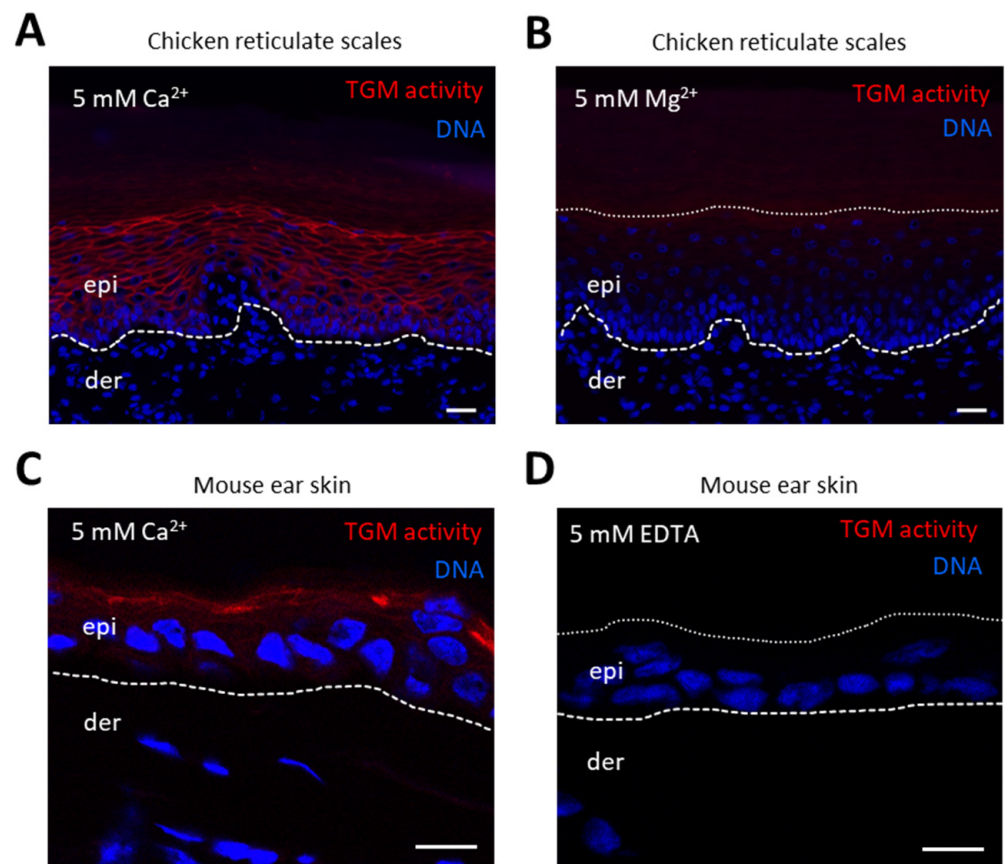 A
Chicken reticulate scales
5 mM Ca²⁺
TGM activity
DNA
epi
der
B
Chicken reticulate scales
5 mM Mg²⁺
TGM activity
DNA
epi
der
C
Mouse ear skin
5 mM Ca²⁺
TGM activity
DNA
epi
der
D
Mouse ear skin
5 mM EDTA
TGM activity
DNA
epi
der